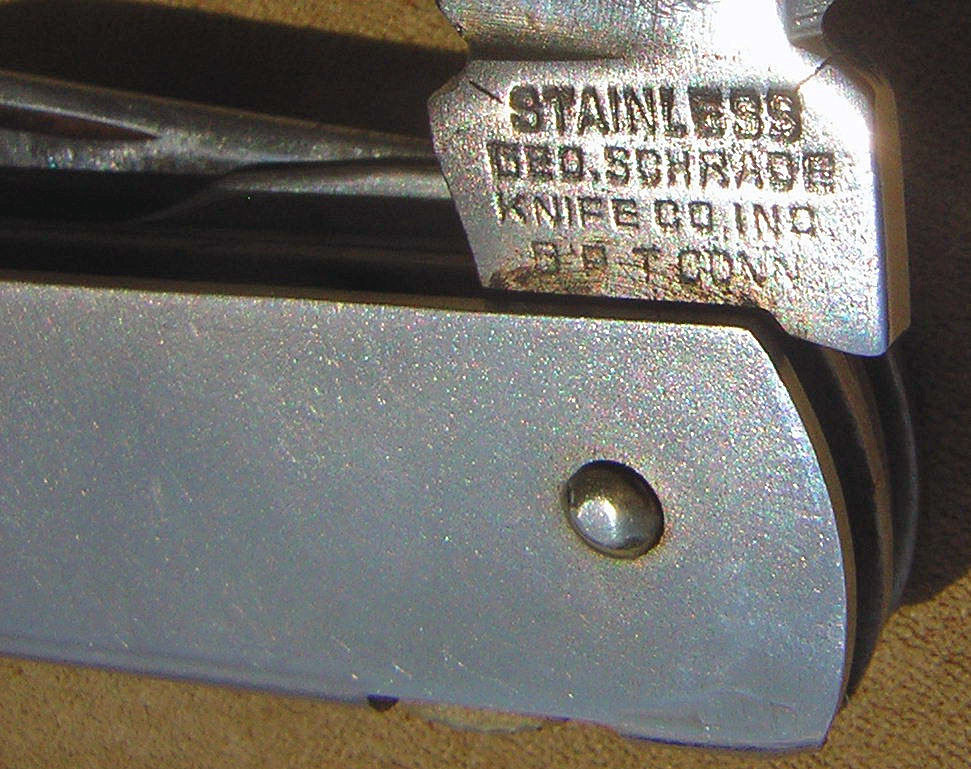 STAINLESS
GEO. SCHRADE
KNIFE CO. INC.
B'P-T CONN